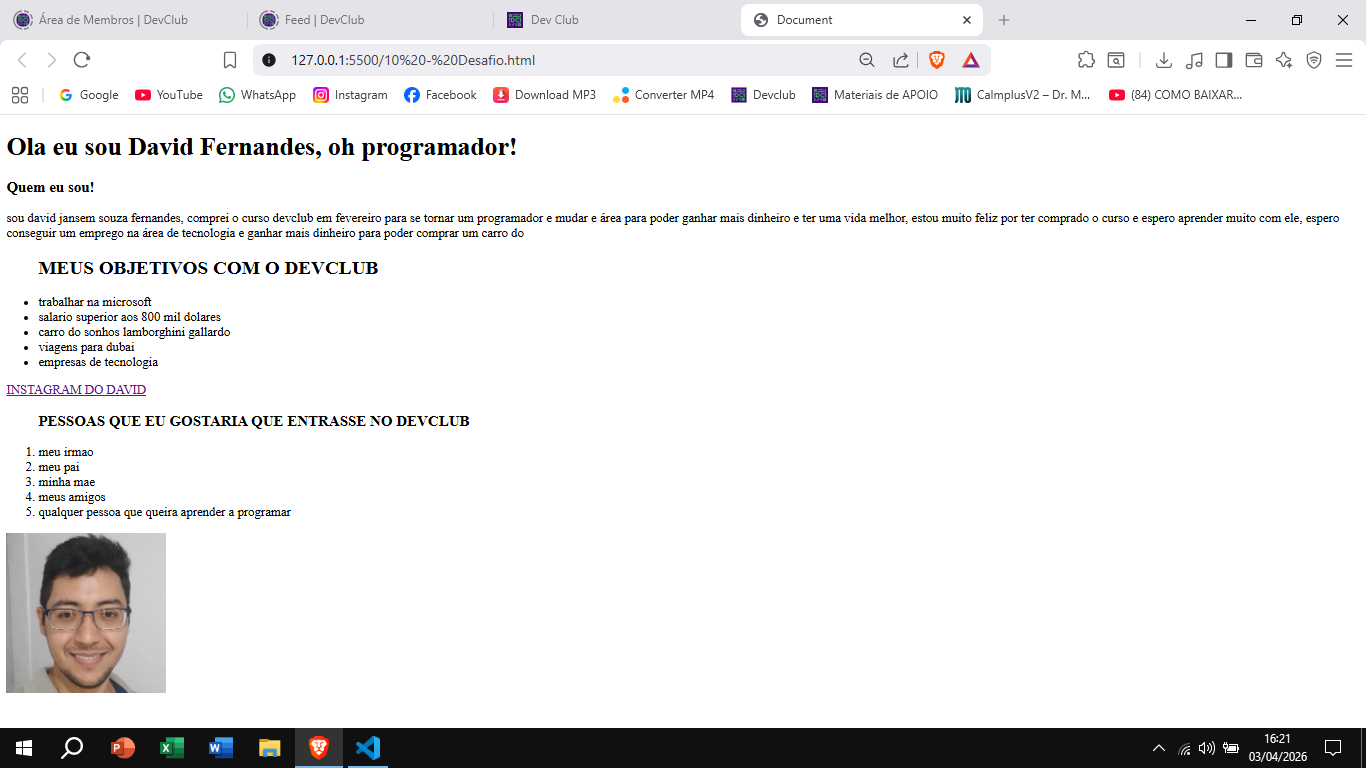 Área de Membros | DevClub
Feed | DevClub
Dev Club
Document
127.0.0.1:5500/10%20-%20Desafio.html
Google
YouTube
WhatsApp
Instagram
Facebook
Download MP3
Converter MP4
Devclub
Materiais de APOIO
CalmplusV2 – Dr. M...
(84) COMO BAIXAR...
Ola eu sou David Fernandes, oh programador!
Quem eu sou!
sou david jansem souza fernandes, comprei o curso devclub em fevereiro para se tornar um programador e mudar e área para poder ganhar mais dinheiro e ter uma vida melhor, estou muito feliz por ter comprado o curso e espero aprender muito com ele, espero
conseguir um emprego na área de tecnologia e ganhar mais dinheiro para poder comprar um carro do
MEUS OBJETIVOS COM O DEVCLUB
• trabalhar na microsoft
• salario superior aos 800 mil dolares
• carro do sonhos lamborghini gallardo
• viagens para dubai
• empresas de tecnologia
INSTAGRAM DO DAVID
PESSOAS QUE EU GOSTARIA QUE ENTRASSE NO DEVCLUB
1. meu irmao
2. meu pai
3. minha mae
4. meus amigos
5. qualquer pessoa que queira aprender a programar
16:21
03/04/2026